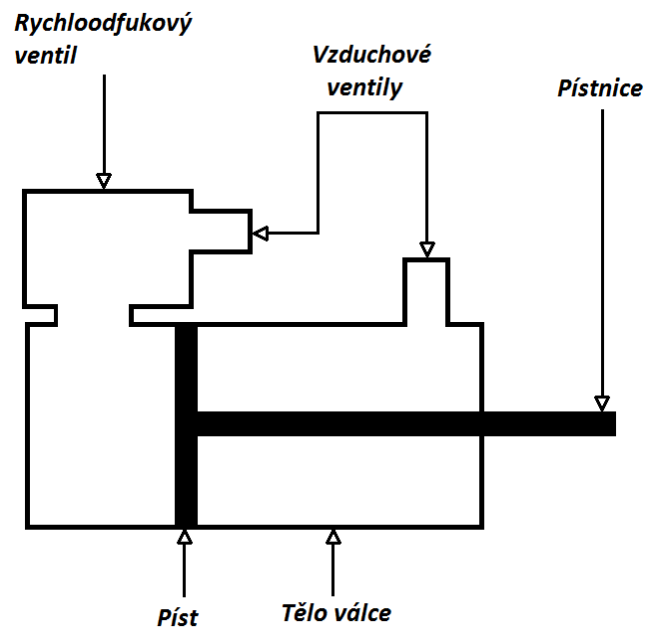 Rychloodfukový
ventil
Vzduchové
ventily
Pístnice
Píst
Tělo válce